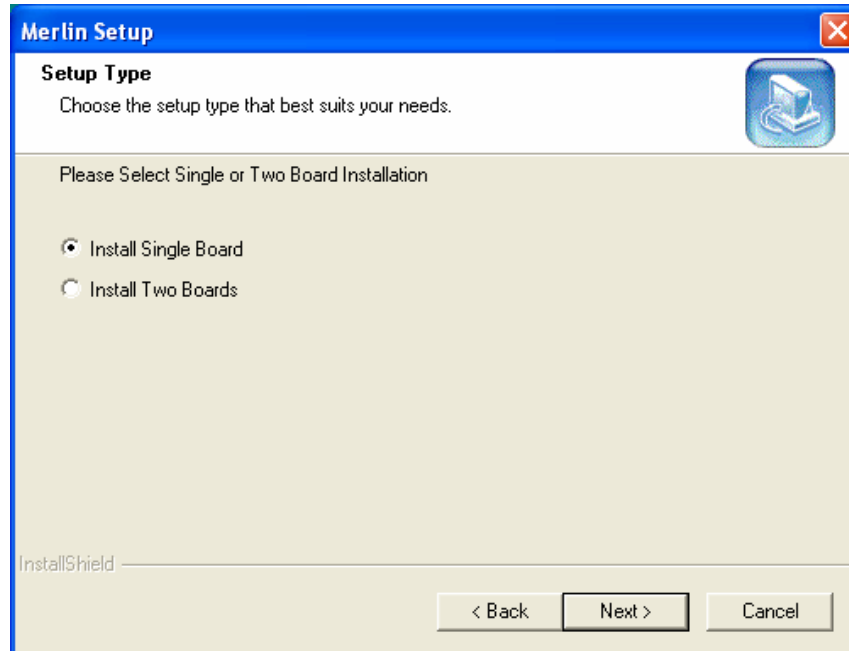 Merlin Setup
Setup Type
Choose the setup type that best suits your needs.
Please Select Single or Two Board Installation
Install Single Board
Install Two Boards
InstallShield
< Back
Next >
Cancel